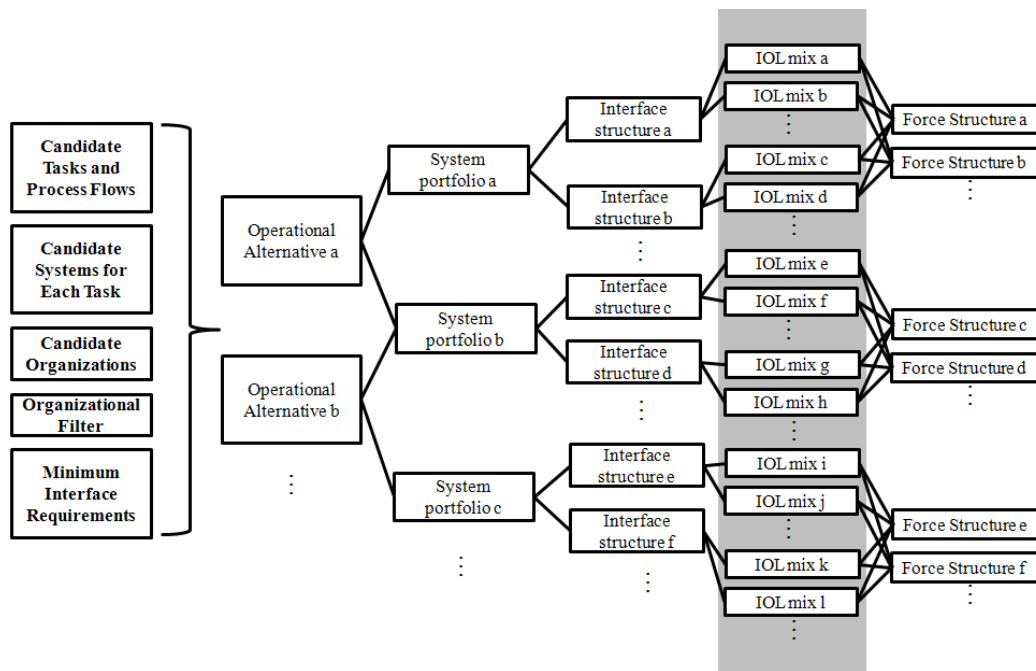 Candidate
Tasks and
Process Flows
Candidate
Systems for
Each Task
Candidate
Organizations
Organizational
Filter
Minimum
Interface
Requirements
Operational
Alternative a
Operational
Alternative b
⋮
System
portfolio a
System
portfolio b
System
portfolio c
⋮
Interface
structure a
Interface
structure b
⋮
Interface
structure c
Interface
structure d
⋮
Interface
structure e
Interface
structure f
⋮
IOL mix a
IOL mix b
⋮
IOL mix c
IOL mix d
⋮
IOL mix e
IOL mix f
⋮
IOL mix g
IOL mix h
⋮
IOL mix i
IOL mix j
⋮
IOL mix k
IOL mix l
⋮
Force Structure a
Force Structure b
⋮
Force Structure c
Force Structure d
⋮
Force Structure e
Force Structure f
⋮